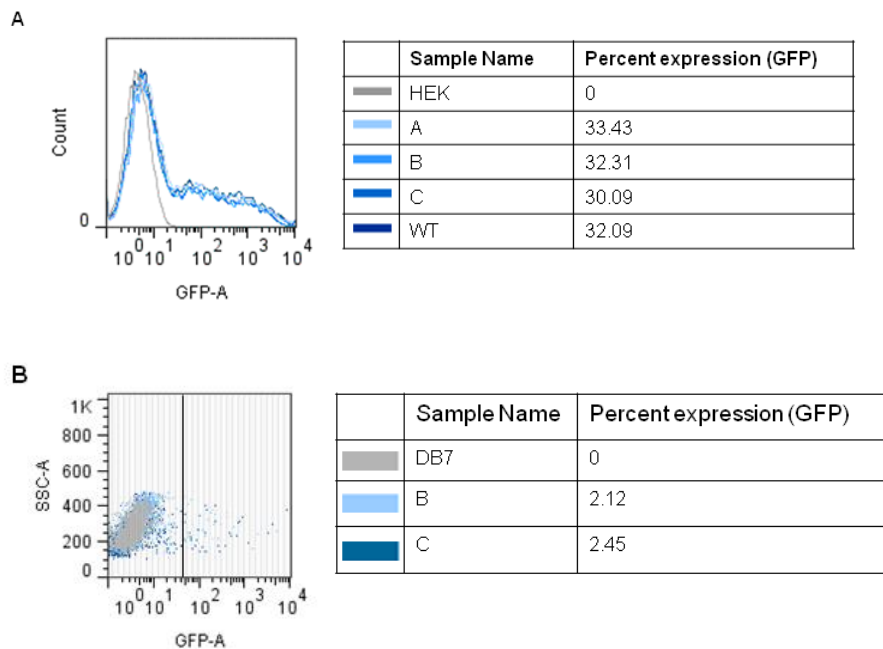 A
Count
0
10⁰ 10¹ 10² 10³ 10⁴
GFP-A
Sample Name Percent expression (GFP)
HEK 0
A 33.43
B 32.31
C 30.09
WT 32.09
B
SSC-A
1K
800
600
400
200
0
10⁰ 10¹ 10² 10³ 10⁴
GFP-A
Sample Name Percent expression (GFP)
DB7 0
B 2.12
C 2.45